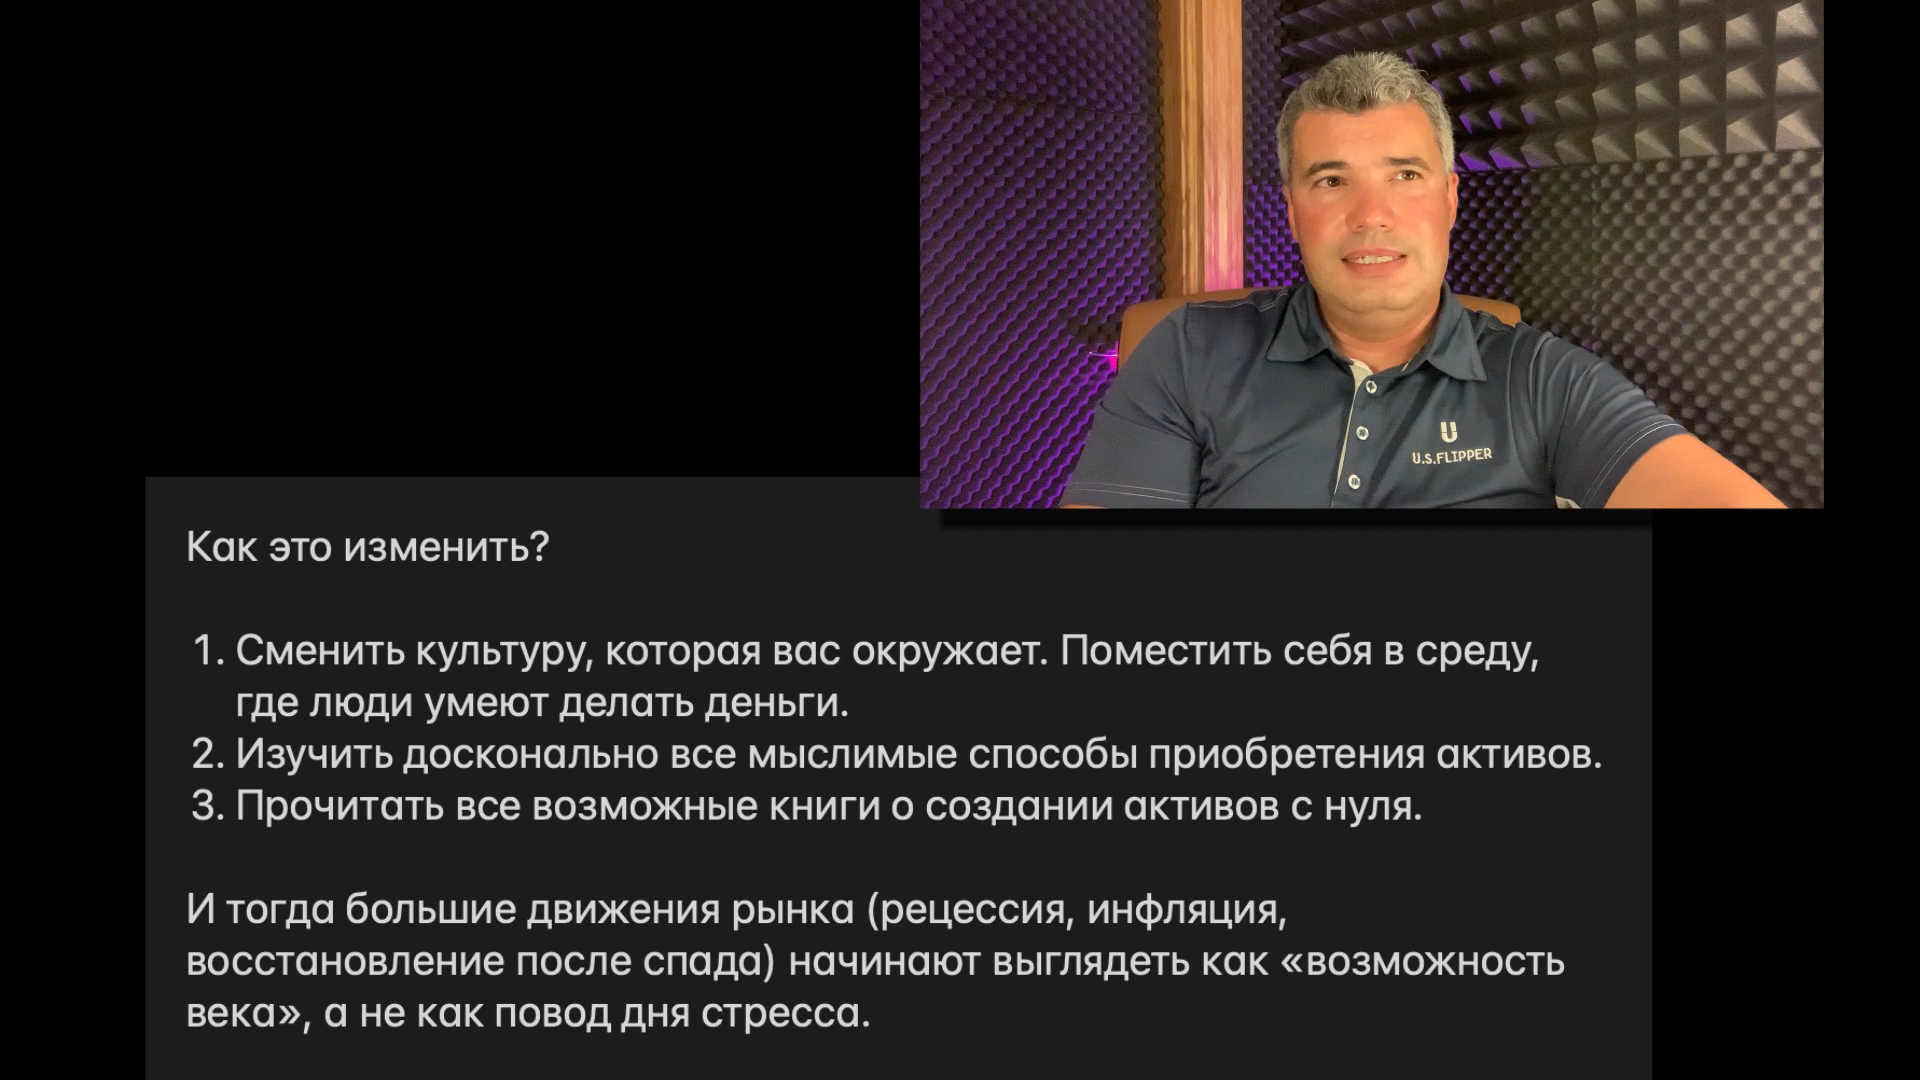 U
U.S.FLIPPER
Как это изменить?
1. Сменить культуру, которая вас окружает. Поместить себя в среду,
где люди умеют делать деньги.
2. Изучить досконально все мыслимые способы приобретения активов.
3. Прочитать все возможные книги о создании активов с нуля.
И тогда большие движения рынка (рецессия, инфляция,
восстановление после спада) начинают выглядеть как «возможность
века», а не как повод дня стресса.